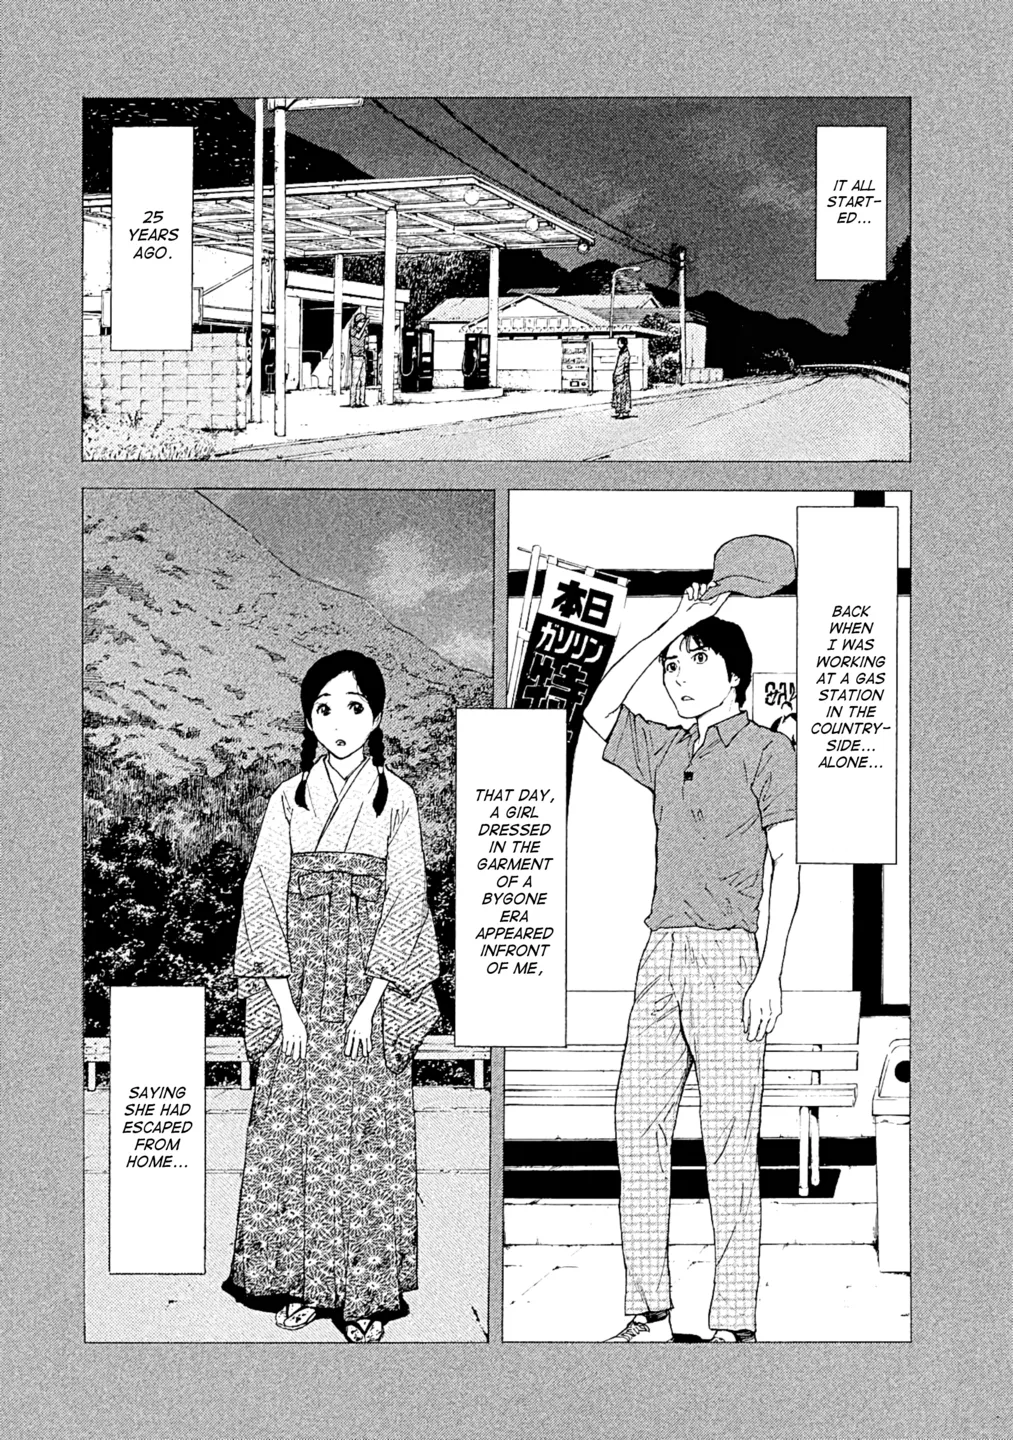 IT ALL
START-
ED...
25
YEARS
AGO.
BACK
WHEN
I WAS
WORKING
AT A GAS
STATION
IN THE
COUNTRY-
SIDE...
ALONE...
本日
ガソリン
特
THAT DAY,
A GIRL
DRESSED
IN THE
GARMENT
OF A
BYGONE
ERA
APPEARED
INFRONT
OF ME,
SAYING
SHE HAD
ESCAPED
FROM
HOME...